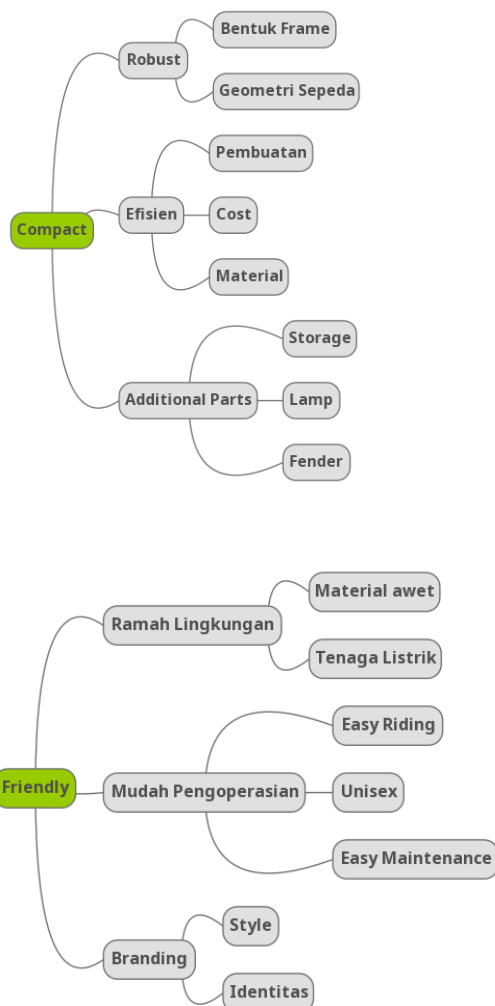 Bentuk Frame
Robust
Geometri Sepeda
Pembuatan
Compact
Efisien
Cost
Material
Storage
Additional Parts
Lamp
Fender
Material awet
Ramah Lingkungan
Tenaga Listrik
Easy Riding
Friendly
Mudah Pengoperasian
Unisex
Easy Maintenance
Style
Branding
Identitas